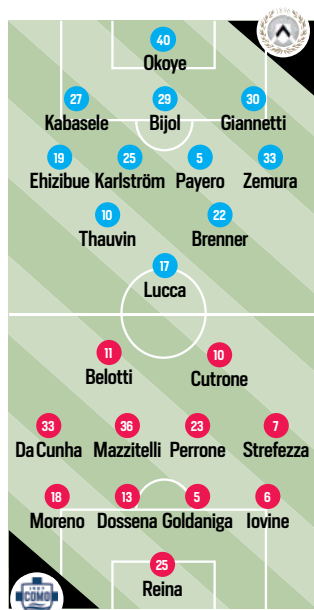 1896
40
Okoye
27 29 30
Kabasele Bijol Giannetti
19 25 5 33
Ehizibue Karlström Payero Zemura
10 22
Thauvin Brenner
17
Lucca
11 10
Belotti Cutrone
33 36 23 7
Da Cunha Mazzitelli Perrone Strefezza
18 13 5 6
Moreno Dossena Goldaniga Iovine
25
Reina
1907
COMO